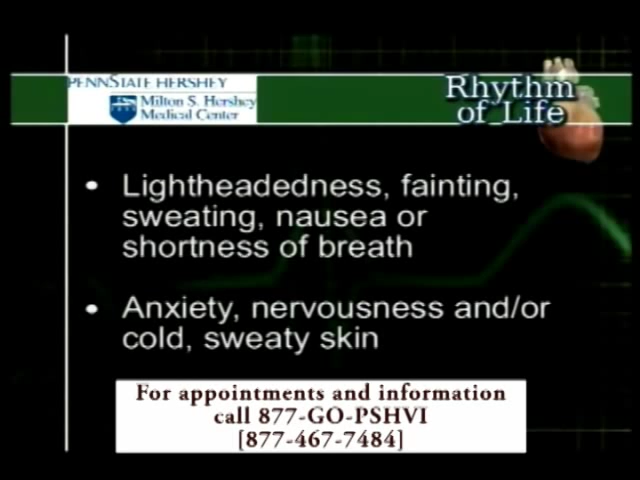 PENNSTATE HERSHEY
Milton S. Hershey
Medical Center
Rhythm
of Life
• Lightheadedness, fainting,
sweating, nausea or
shortness of breath
• Anxiety, nervousness and/or
cold, sweaty skin
For appointments and information
call 877-GO-PSHVI
[877-467-7484]